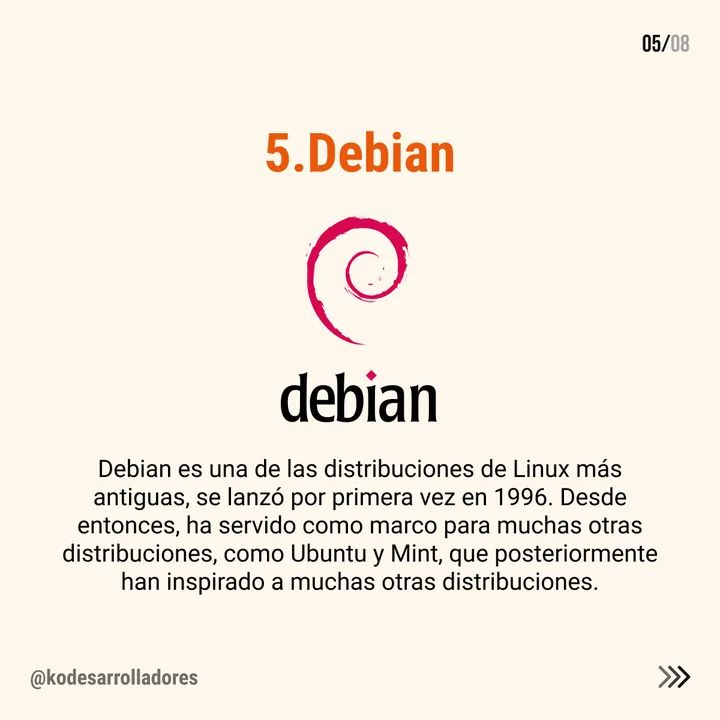 05/08
5.Debian
debian
Debian es una de las distribuciones de Linux más
antiguas, se lanzó por primera vez en 1996. Desde
entonces, ha servido como marco para muchas otras
distribuciones, como Ubuntu y Mint, que posteriormente
han inspirado a muchas otras distribuciones.
@kodesarrolladores